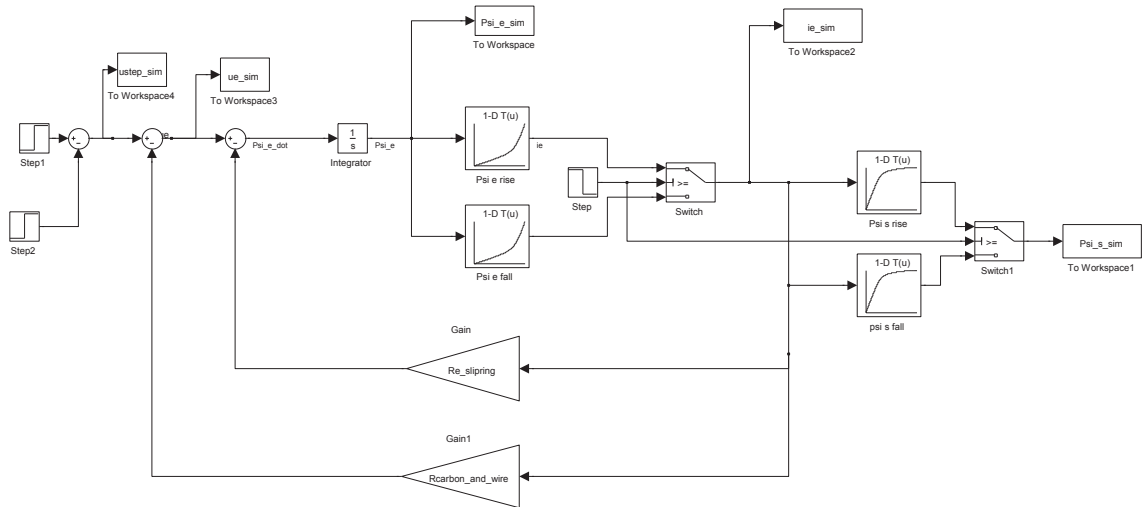 Psi_e_sim
To Workspace
ie_sim
To Workspace2
ustep_sim
To Workspace4
ue_sim
To Workspace3
+
−
Step1
+
−
ue
+
−
Psi_e_dot
1
s
Integrator
Psi_e
1-D T(u)
Psi e rise
ie
Step
>=
Switch
1-D T(u)
Psi s rise
Step2
1-D T(u)
Psi e fall
>=
Switch1
Psi_s_sim
To Workspace1
1-D T(u)
psi s fall
Gain
Re_slipring
Gain1
Rcarbon_and_wire